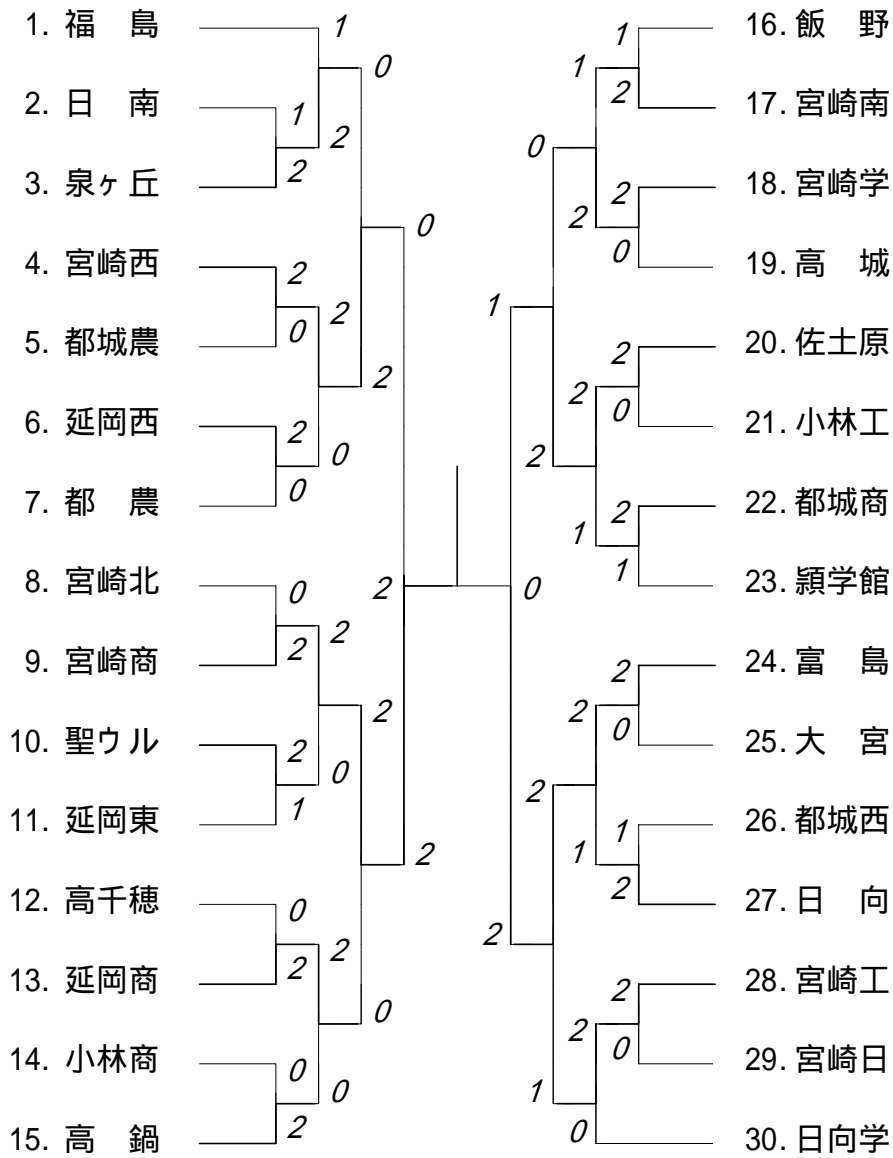 1. 福　島
2. 日　南
3. 泉ヶ丘
4. 宮崎西
5. 都城農
6. 延岡西
7. 都　農
8. 宮崎北
9. 宮崎商
10. 聖ウル
11. 延岡東
12. 高千穂
13. 延岡商
14. 小林商
15. 高　鍋
1
0
1
2
2
0
2
2
0
2
2
0
0
0
2
0
2
2
2
2
0
1
2
0
2
2
0
0
0
2
1
1
2
0
2
2
0
1
2
2
0
2
2
1
1
0
2
2
0
2
1
1
2
2
2
2
0
1
0
16. 飯　野
17. 宮崎南
18. 宮崎学
19. 高　城
20. 佐土原
21. 小林工
22. 都城商
23. 頴学館
24. 富　島
25. 大　宮
26. 都城西
27. 日　向
28. 宮崎工
29. 宮崎日
30. 日向学